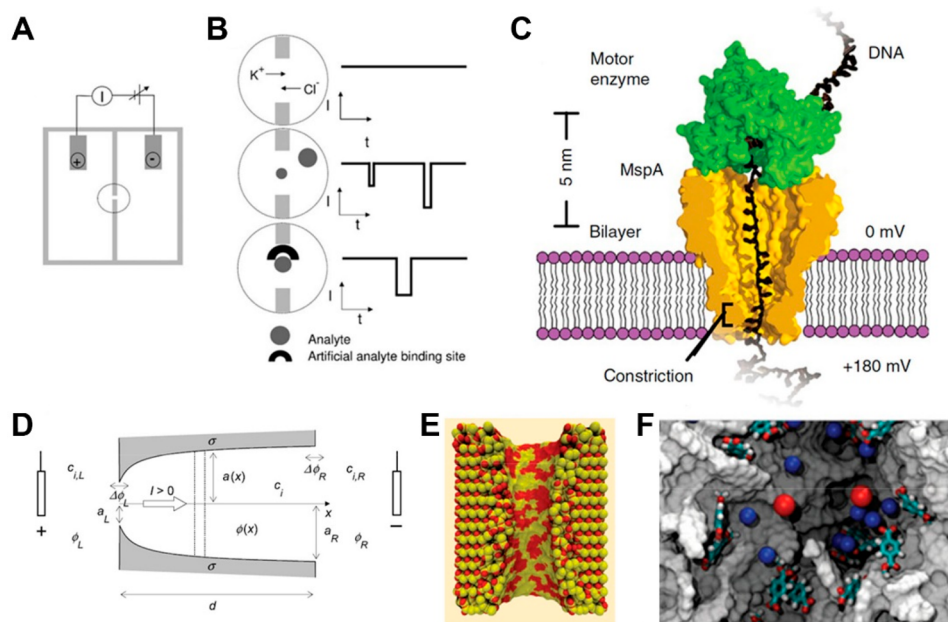 A
I
+
-
B
K⁺
Cl⁻
I
t
I
t
I
t
Analyte
Artificial analyte binding site
C
Motor
enzyme
DNA
5 nm
MspA
Bilayer
0 mV
Constriction
+180 mV
D
σ
c_{i,L}
Δϕ_L
a_L
I > 0
a(x)
c_i
Δϕ_R
c_{i,R}
x
+
ϕ_L
ϕ(x)
a_R
ϕ_R
−
σ
d
E
F